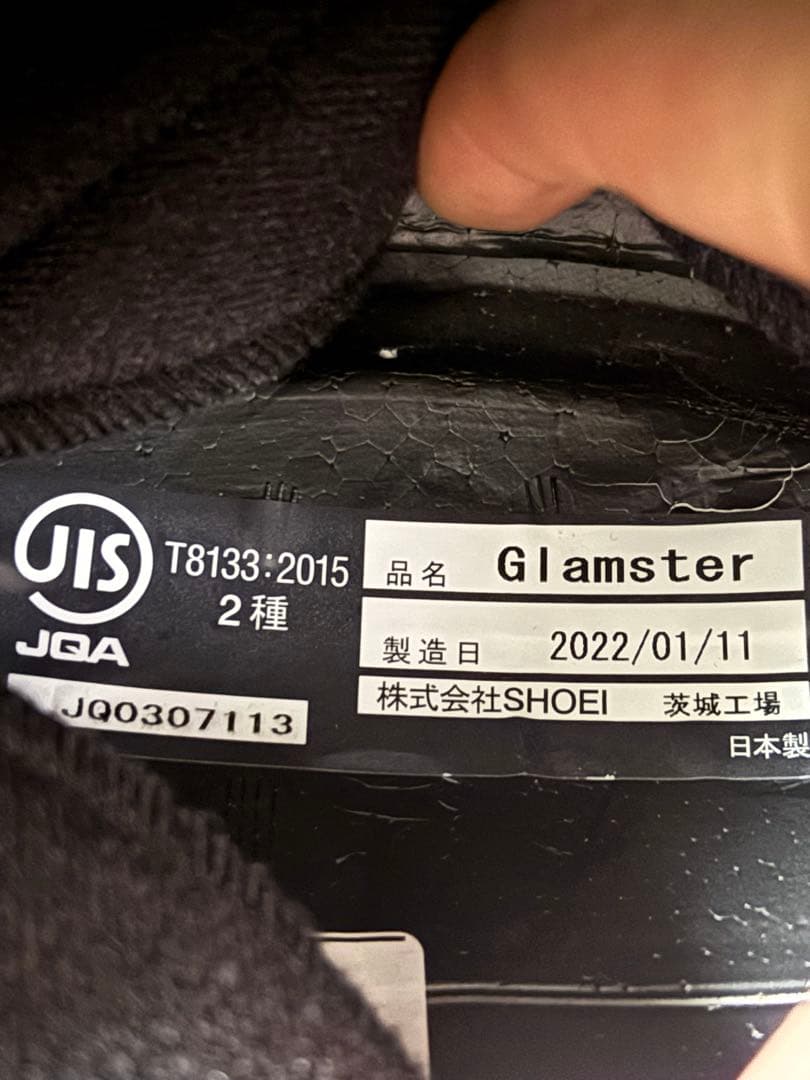 JIS
JQA
T8133:2015
2種
JQ0307113
品名 Glamster
製造日 2022/01/11
株式会社SHOEI 茨城工場
日本製